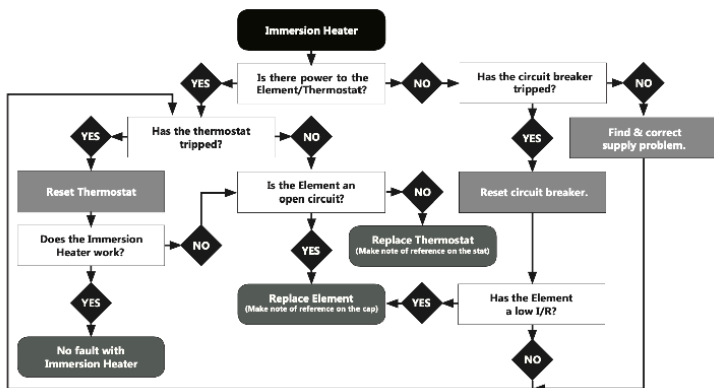 Immersion Heater
Is there power to the
Element/Thermostat?
YES
NO
Has the circuit breaker
tripped?
NO
YES
Has the thermostat
tripped?
NO
YES
Find & correct
supply problem.
Reset Thermostat
Is the Element an
open circuit?
NO
Reset circuit breaker.
Does the Immersion
Heater work?
NO
YES
Replace Thermostat
(Make note of reference on the stat)
YES
Replace Element
(Make note of reference on the cap)
YES
Has the Element
a low I/R?
No fault with
Immersion Heater
NO